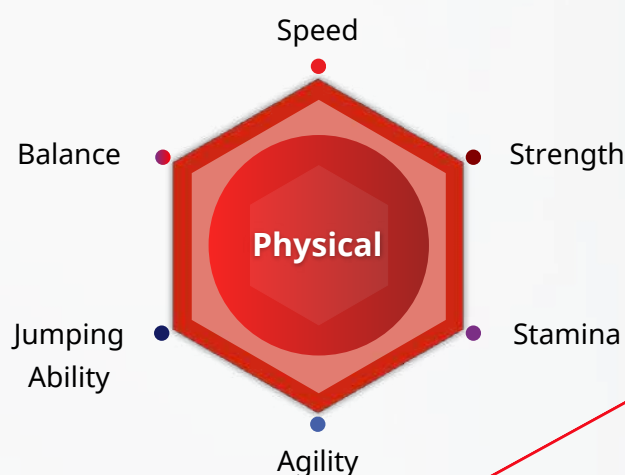 Speed
Balance
Strength
Physical
Jumping
Ability
Stamina
Agility